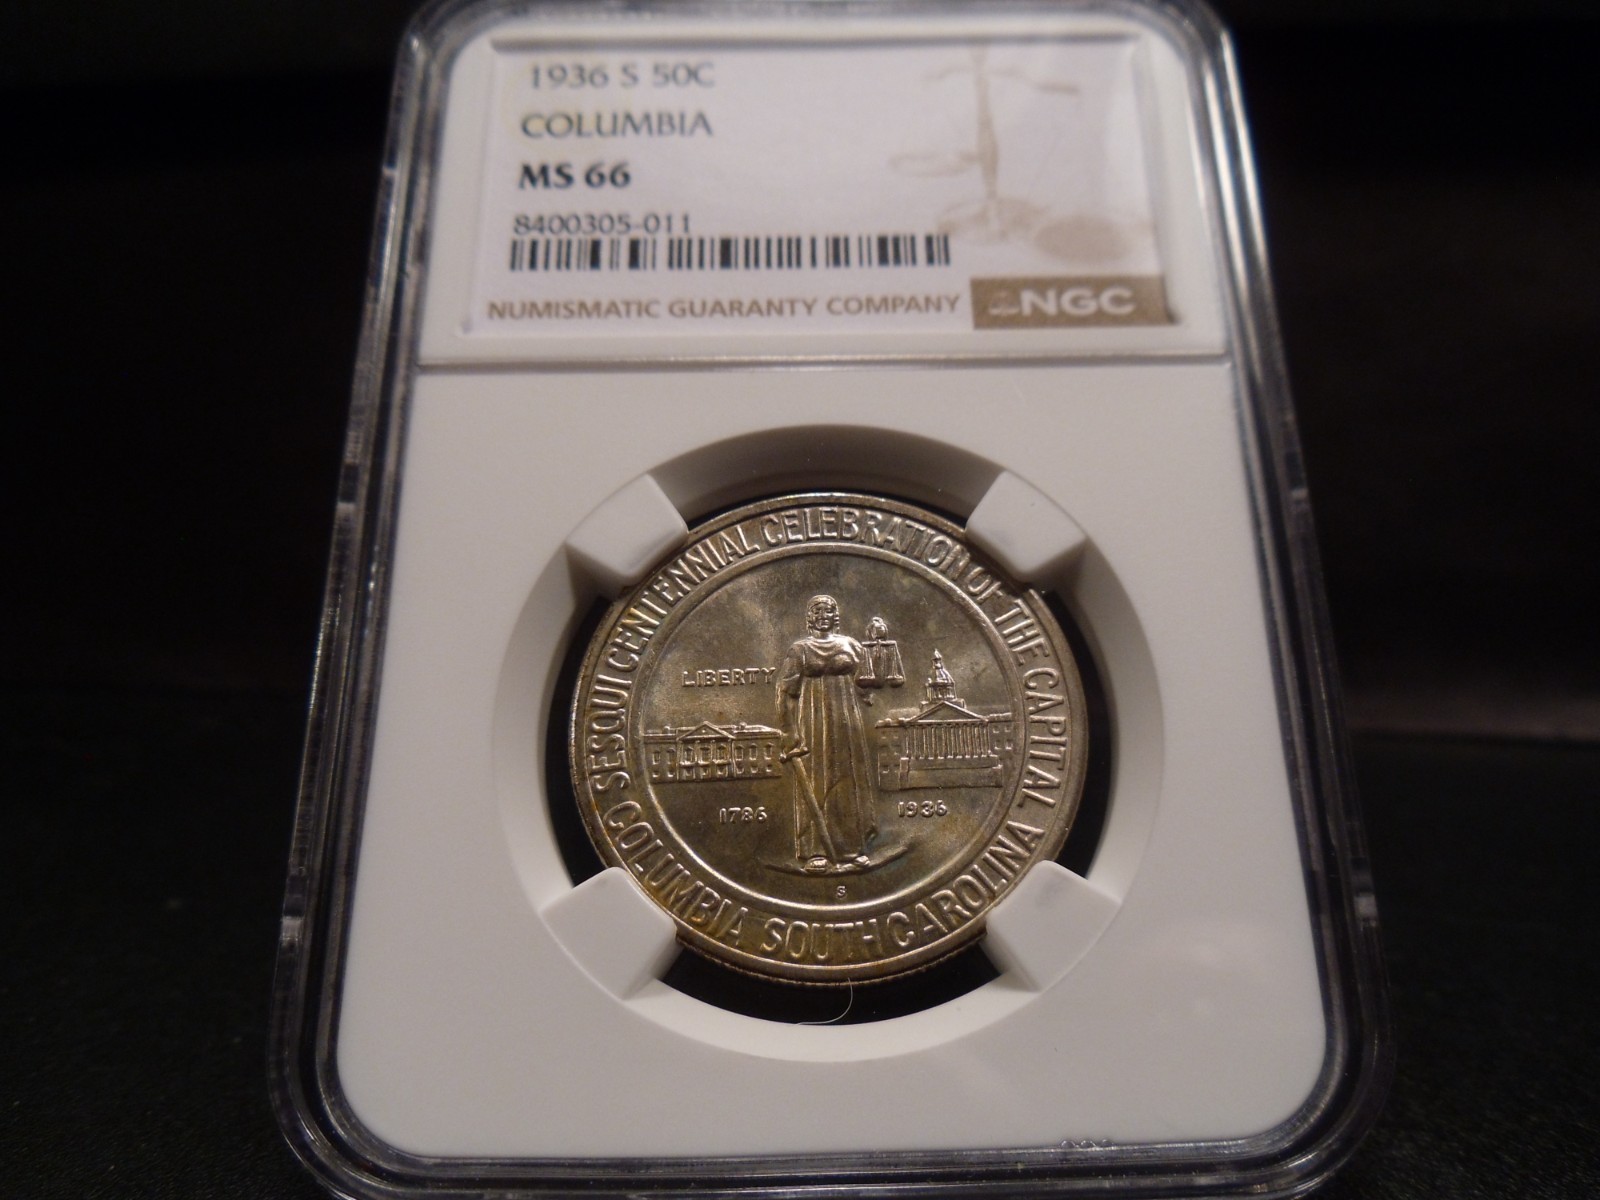 1936 S 50C
COLUMBIA
MS 66
8400305-011
NUMISMATIC GUARANTY COMPANY NGC
SESQUICENTENNIAL CELEBRATION OF THE CAPITAL
LIBERTY
1786 1936
S
COLUMBIA SOUTH CAROLINA